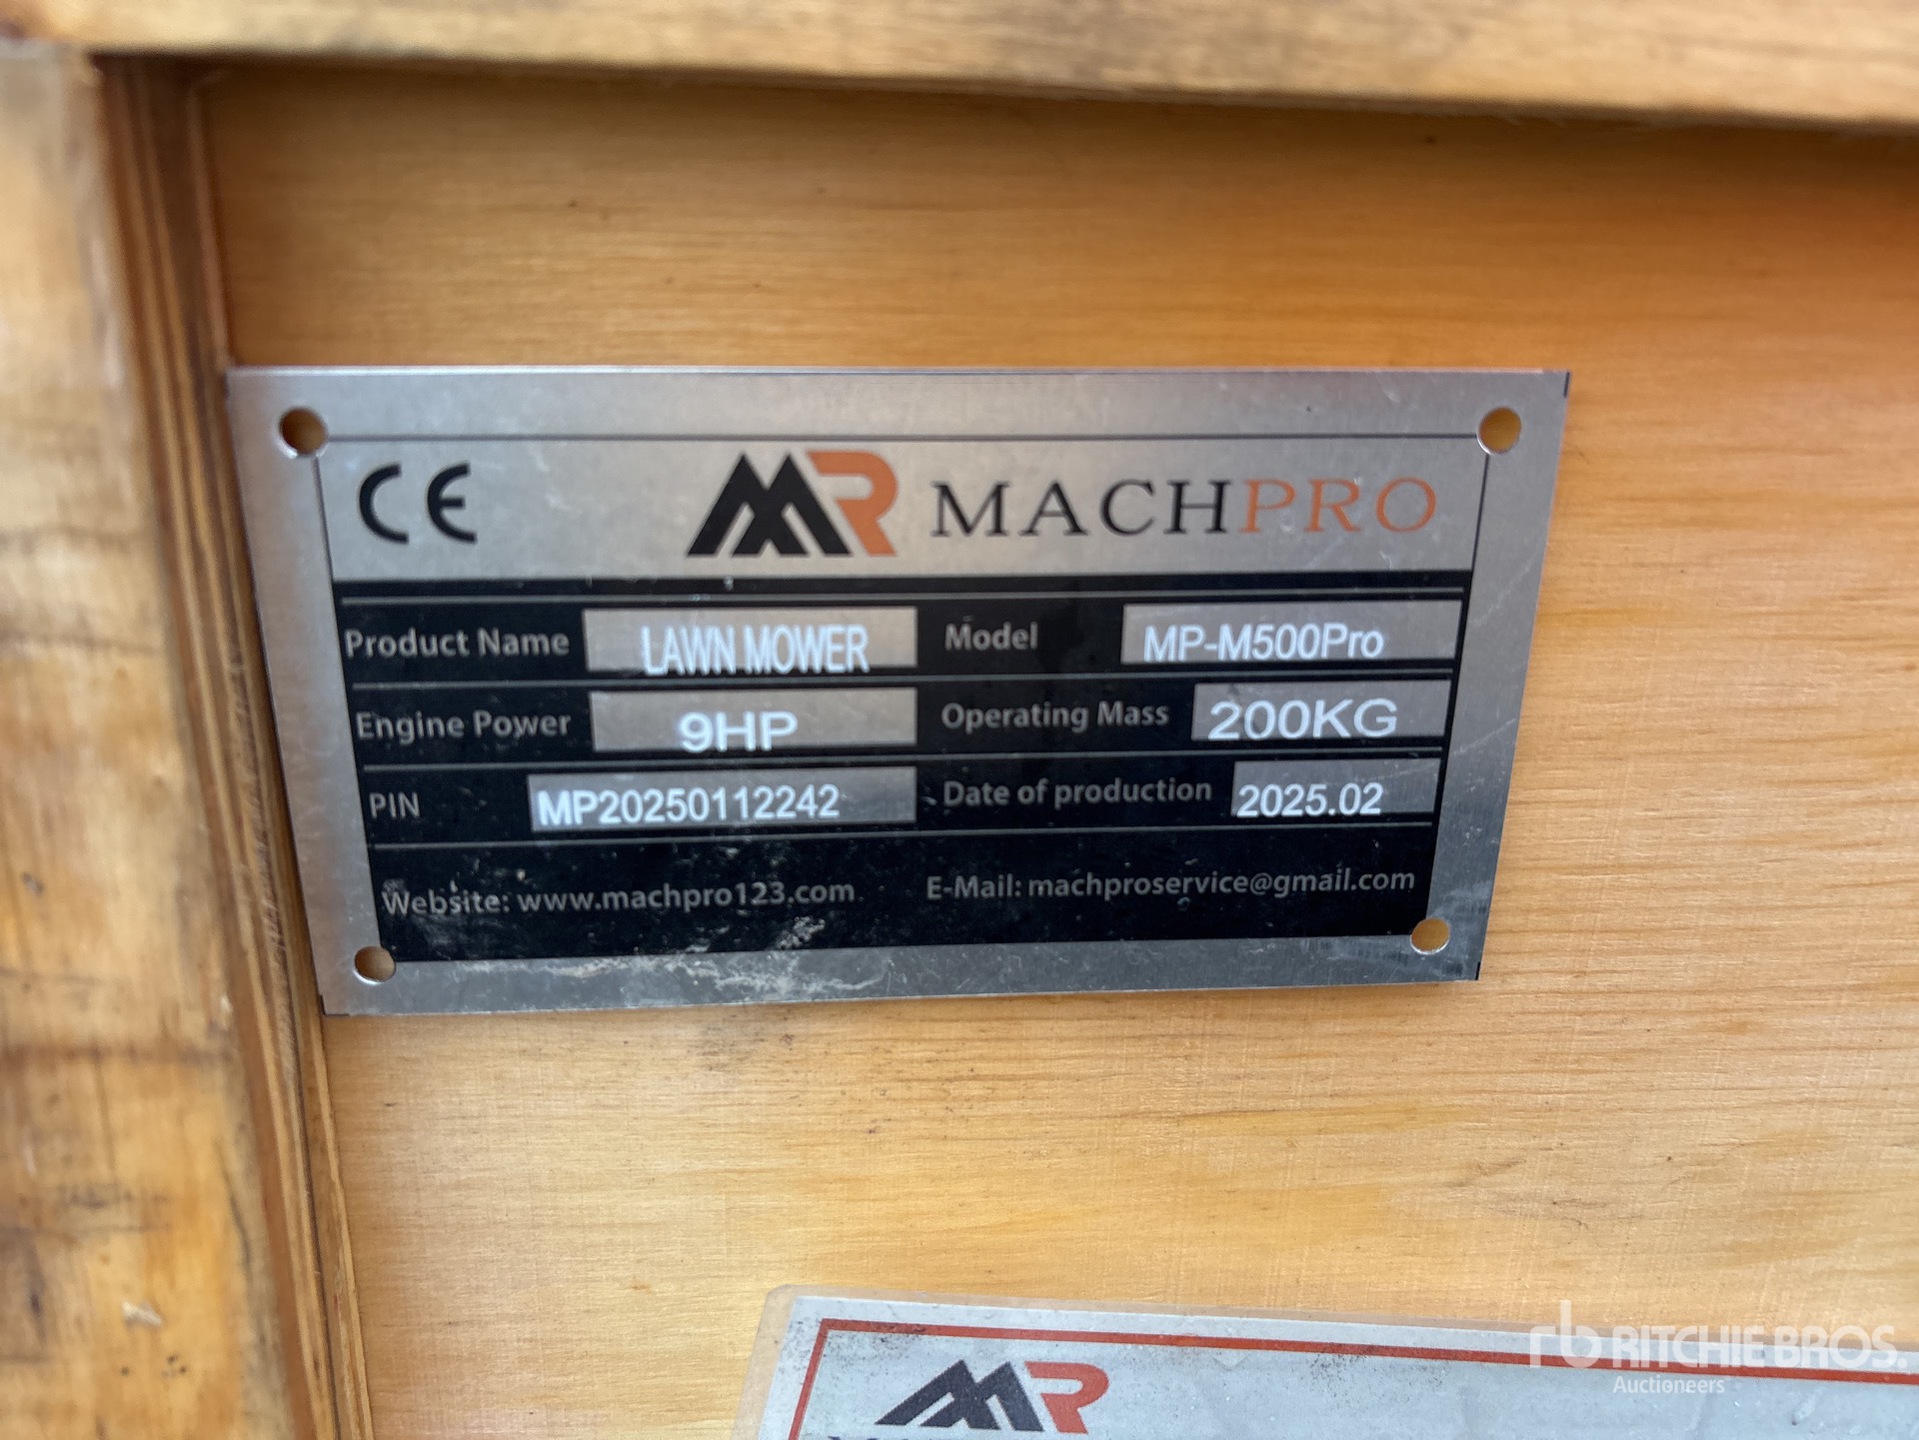 CE MR MACHPRO
Product Name LAWN MOWER Model MP-M500Pro
Engine Power 9HP Operating Mass 200KG
PIN MP20250112242 Date of production 2025.02
Website: www.machpro123.com E-Mail: machproservice@gmail.com
MR
rb RITCHIE BROS.
Auctioneers